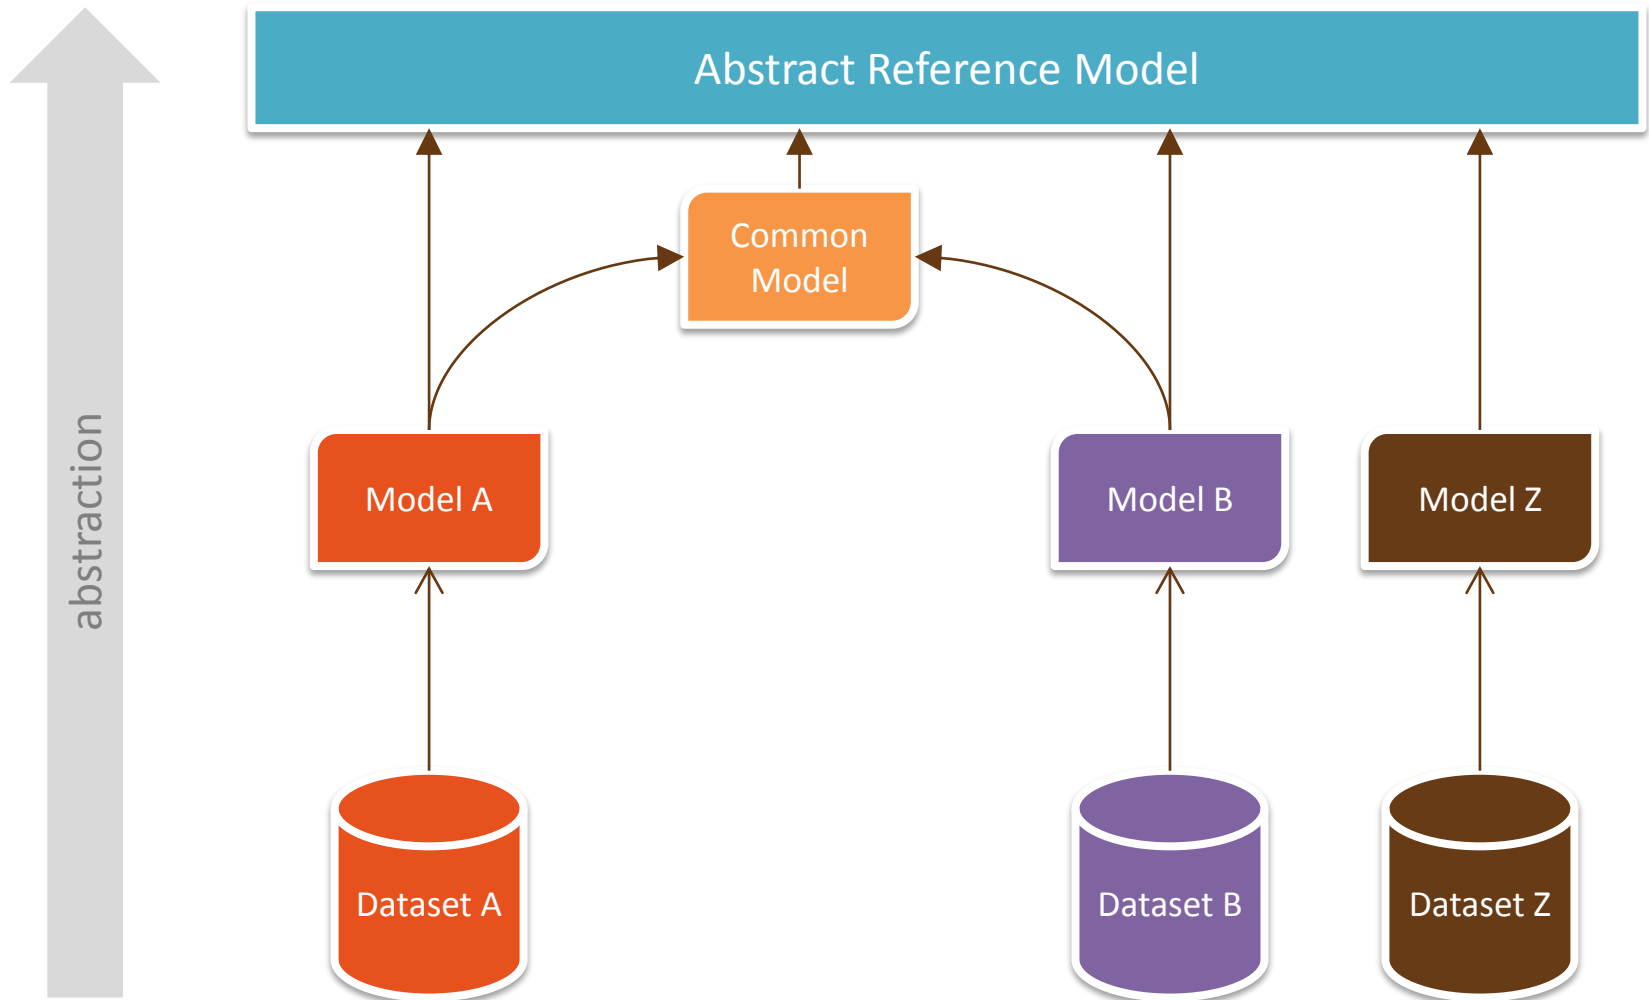 Abstract Reference Model
Common
Model
abstraction
Model A
Model B
Model Z
Dataset A
Dataset B
Dataset Z